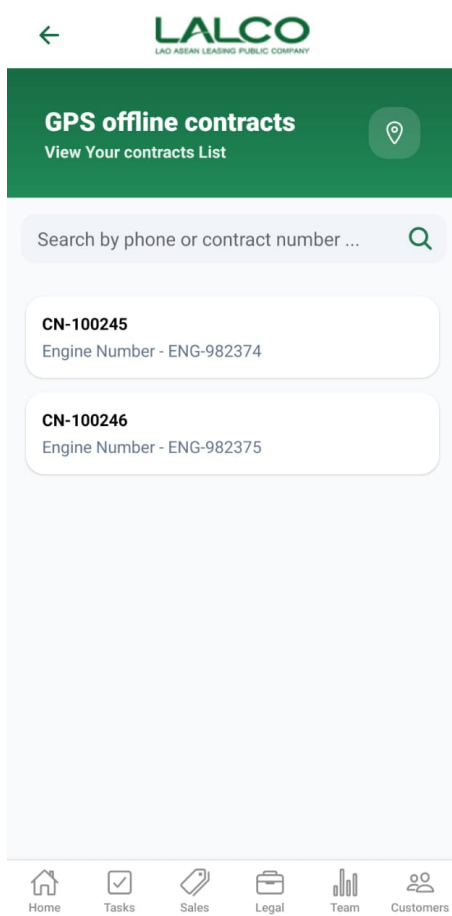 LALCO
LAO ASEAN LEASING PUBLIC COMPANY
GPS offline contracts
View Your contracts List
Search by phone or contract number ...
CN-100245
Engine Number - ENG-982374
CN-100246
Engine Number - ENG-982375
Home
Tasks
Sales
Legal
Team
Customers